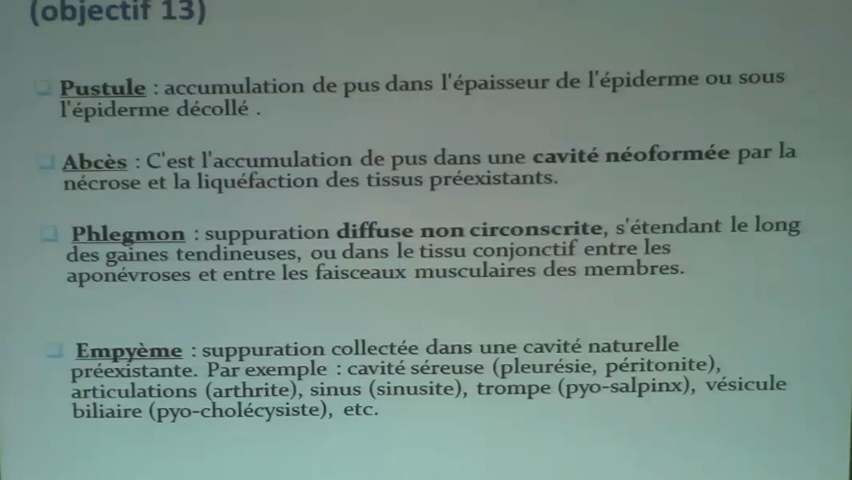 (objectif 13)
Pustule : accumulation de pus dans l'épaisseur de l'épiderme ou sous
l'épiderme décollé .
Abcès : C'est l'accumulation de pus dans une cavité néoformée par la
nécrose et la liquéfaction des tissus préexistants.
Phlegmon : suppuration diffuse non circonscrite, s'étendant le long
des gaines tendineuses, ou dans le tissu conjonctif entre les
aponévroses et entre les faisceaux musculaires des membres.
Empyème : suppuration collectée dans une cavité naturelle
préexistante. Par exemple : cavité séreuse (pleurésie, péritonite),
articulations (arthrite), sinus (sinusite), trompe (pyo-salpinx), vésicule
biliaire (pyo-cholécysiste), etc.